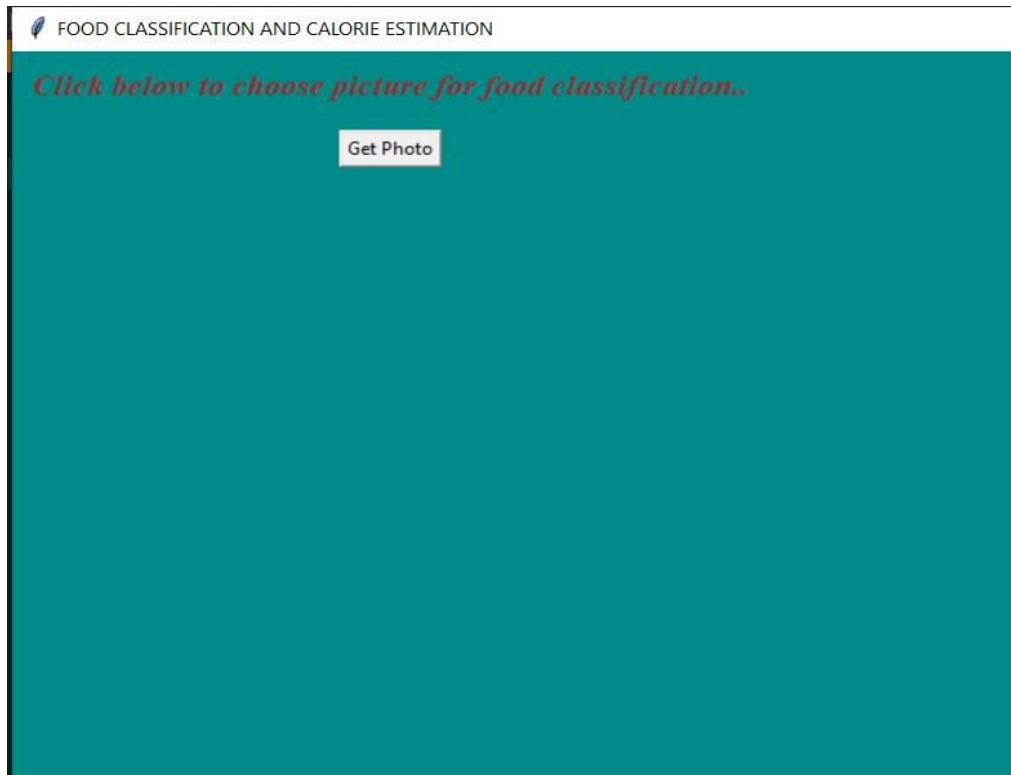 FOOD CLASSIFICATION AND CALORIE ESTIMATION
Click below to choose picture for food classification..
Get Photo